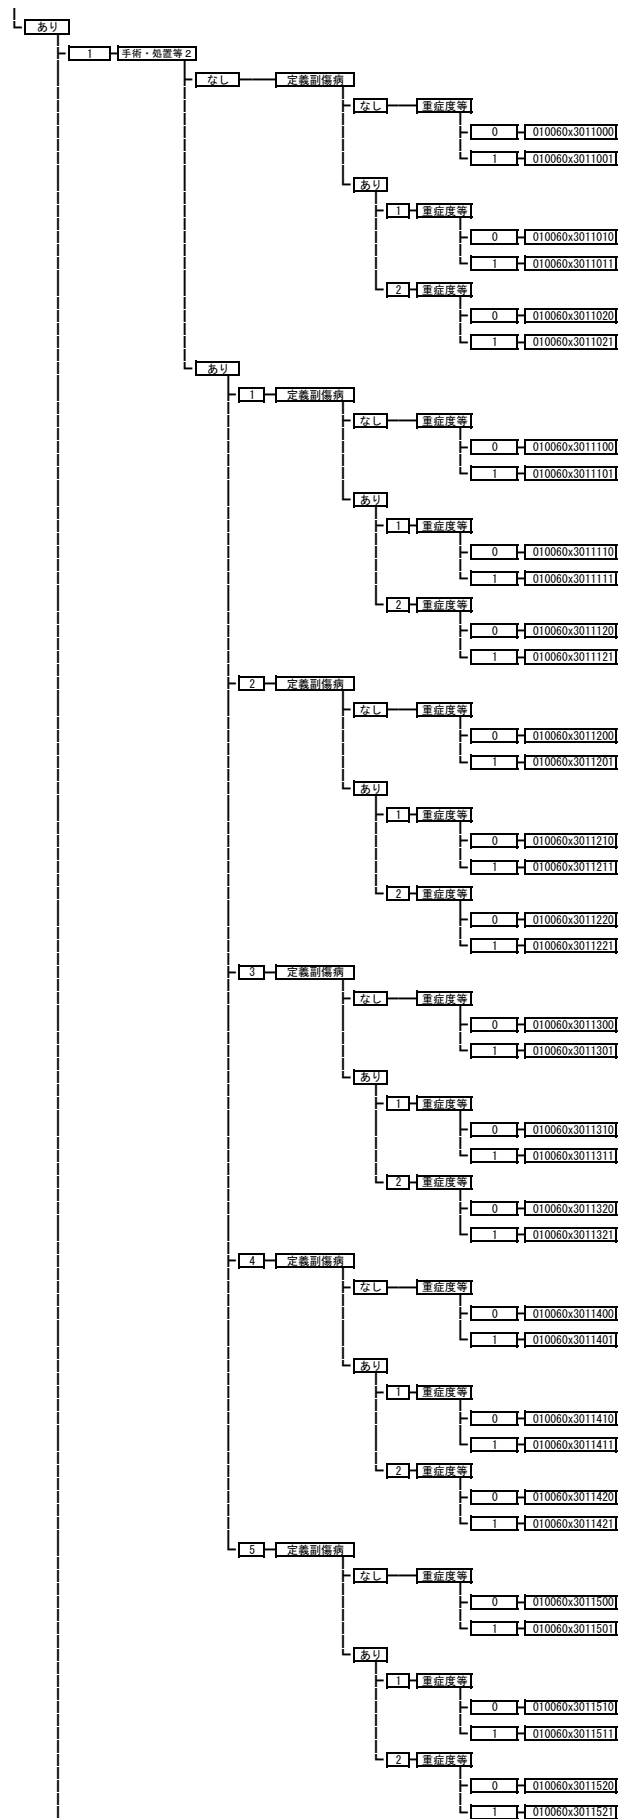 あり
1 手術・処置等2
なし 定義副傷病
なし 重症度等
0 010060x3011000
1 010060x3011001
あり
1 重症度等
0 010060x3011010
1 010060x3011011
2 重症度等
0 010060x3011020
1 010060x3011021
あり
1 定義副傷病
なし 重症度等
0 010060x3011100
1 010060x3011101
あり
1 重症度等
0 010060x3011110
1 010060x3011111
2 重症度等
0 010060x3011120
1 010060x3011121
2 定義副傷病
なし 重症度等
0 010060x3011200
1 010060x3011201
あり
1 重症度等
0 010060x3011210
1 010060x3011211
2 重症度等
0 010060x3011220
1 010060x3011221
3 定義副傷病
なし 重症度等
0 010060x3011300
1 010060x3011301
あり
1 重症度等
0 010060x3011310
1 010060x3011311
2 重症度等
0 010060x3011320
1 010060x3011321
4 定義副傷病
なし 重症度等
0 010060x3011400
1 010060x3011401
あり
1 重症度等
0 010060x3011410
1 010060x3011411
2 重症度等
0 010060x3011420
1 010060x3011421
5 定義副傷病
なし 重症度等
0 010060x3011500
1 010060x3011501
あり
1 重症度等
0 010060x3011510
1 010060x3011511
2 重症度等
0 010060x3011520
1 010060x3011521